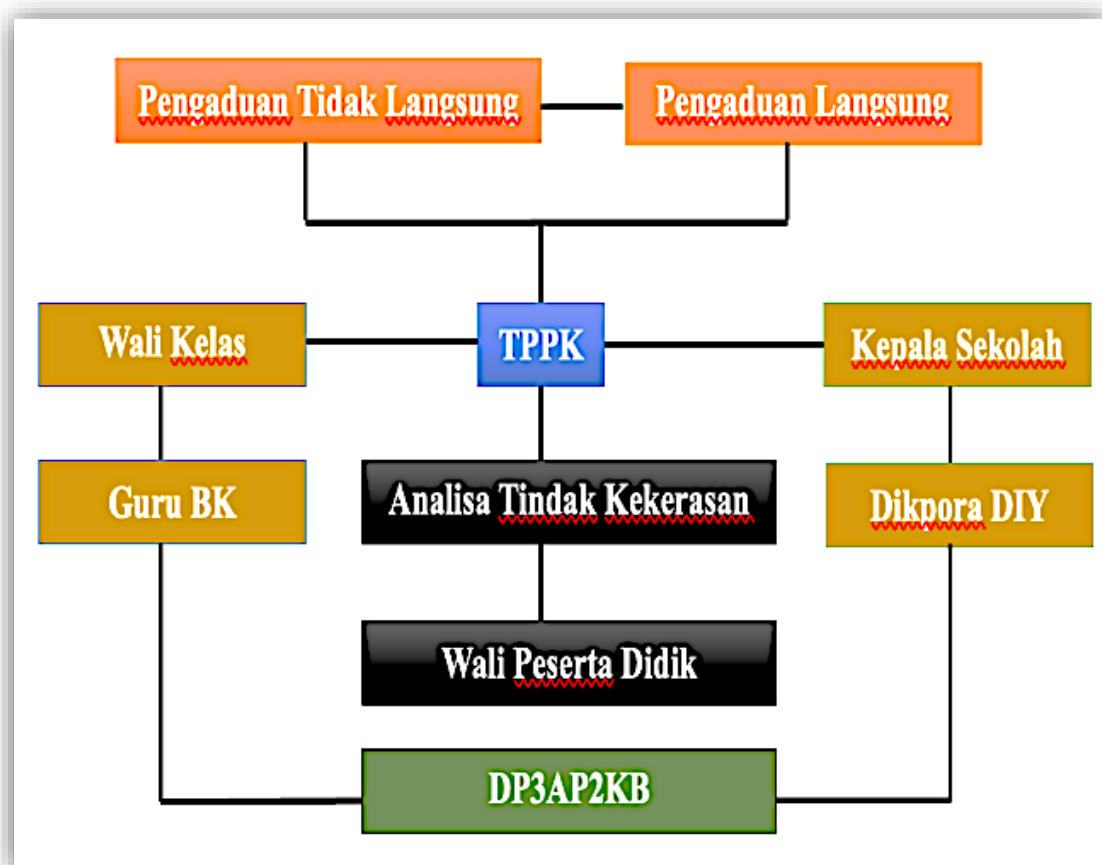 Pengaduan Tidak Langsung
Pengaduan Langsung
Wali Kelas
TPPK
Kepala Sekolah
Guru BK
Analisa Tindak Kekerasan
Dikpora DIY
Wali Peserta Didik
DP3AP2KB